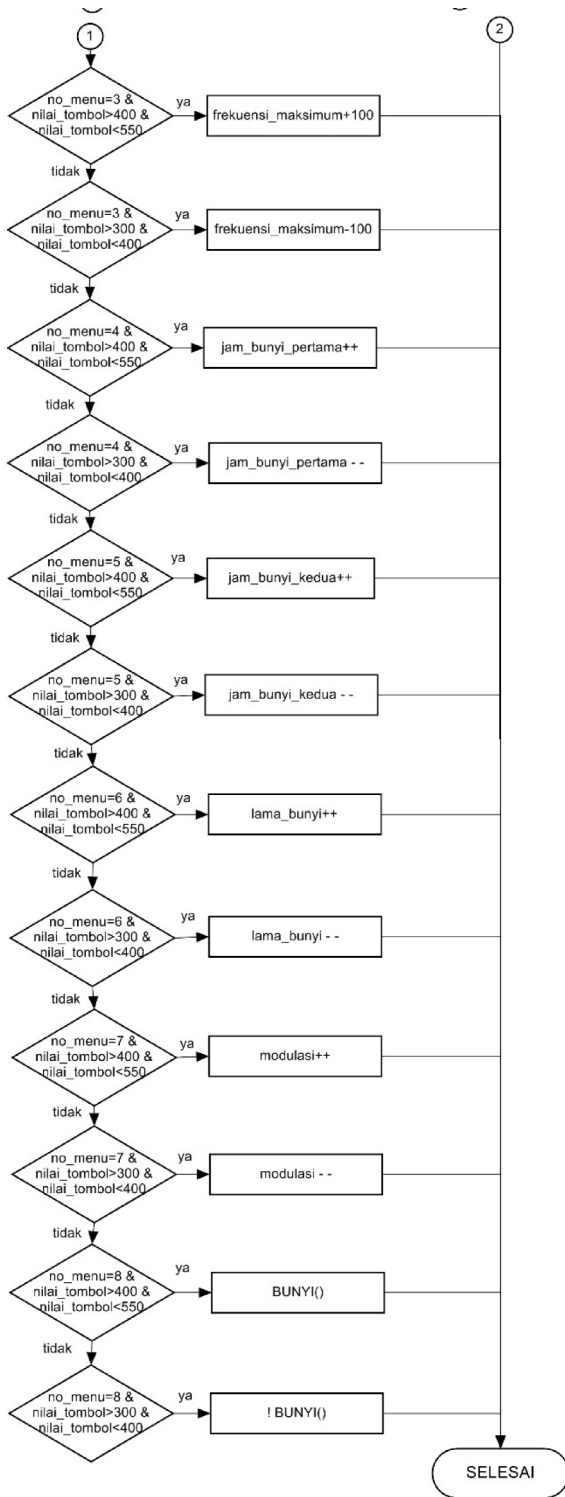 1
2
no_menu=3 &
nilai_tombol>400 &
nilai_tombol<550
ya
frekuensi_maksimum+100
tidak
no_menu=3 &
nilai_tombol>300 &
nilai_tombol<400
ya
frekuensi_maksimum-100
tidak
no_menu=4 &
nilai_tombol>400 &
nilai_tombol<550
ya
jam_bunyi_pertama++
tidak
no_menu=4 &
nilai_tombol>300 &
nilai_tombol<400
ya
jam_bunyi_pertama - -
tidak
no_menu=5 &
nilai_tombol>400 &
nilai_tombol<550
ya
jam_bunyi_kedua++
tidak
no_menu=5 &
nilai_tombol>300 &
nilai_tombol<400
ya
jam_bunyi_kedua - -
tidak
no_menu=6 &
nilai_tombol>400 &
nilai_tombol<550
ya
lama_bunyi++
tidak
no_menu=6 &
nilai_tombol>300 &
nilai_tombol<400
ya
lama_bunyi - -
tidak
no_menu=7 &
nilai_tombol>400 &
nilai_tombol<550
ya
modulasi++
tidak
no_menu=7 &
nilai_tombol>300 &
nilai_tombol<400
ya
modulasi - -
tidak
no_menu=8 &
nilai_tombol>400 &
nilai_tombol<550
ya
BUNYI()
tidak
no_menu=8 &
nilai_tombol>300 &
nilai_tombol<400
ya
! BUNYI()
SELESAI